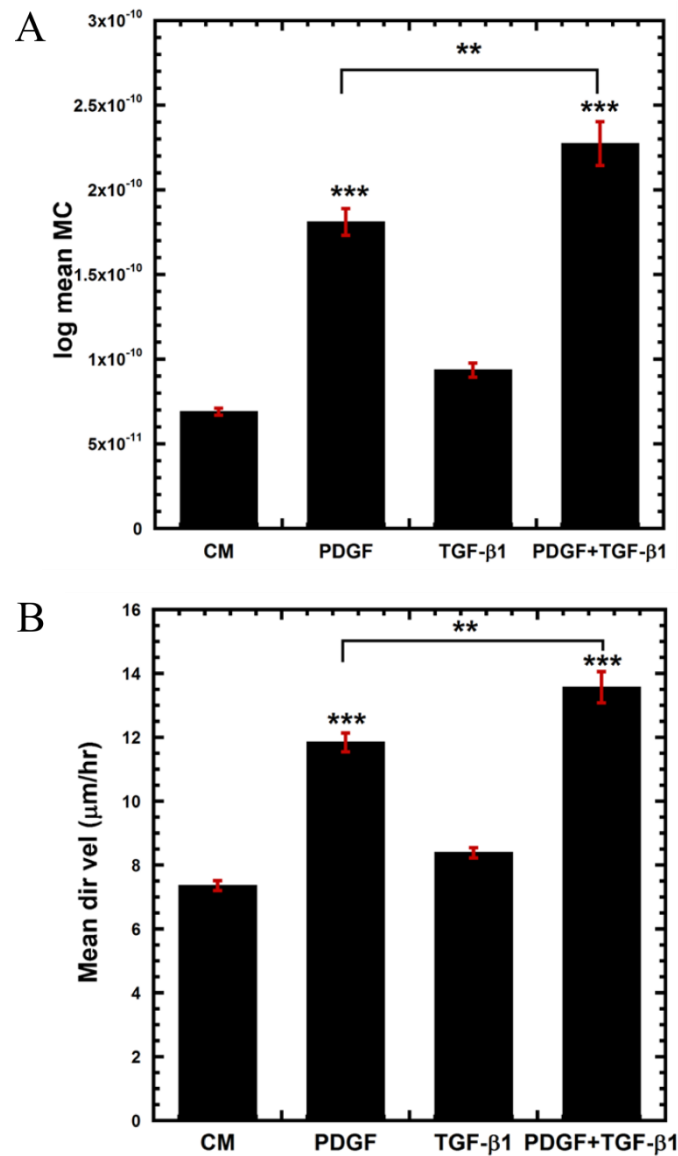 A
3x10⁻¹⁰
**
2.5x10⁻¹⁰
***
2x10⁻¹⁰
***
1.5x10⁻¹⁰
log mean MC
1x10⁻¹⁰
5x10⁻¹¹
0
CM PDGF TGF-β1 PDGF+TGF-β1
B
16
**
14
***
***
12
10
Mean dir vel (μm/hr)
8
6
4
2
0
CM PDGF TGF-β1 PDGF+TGF-β1